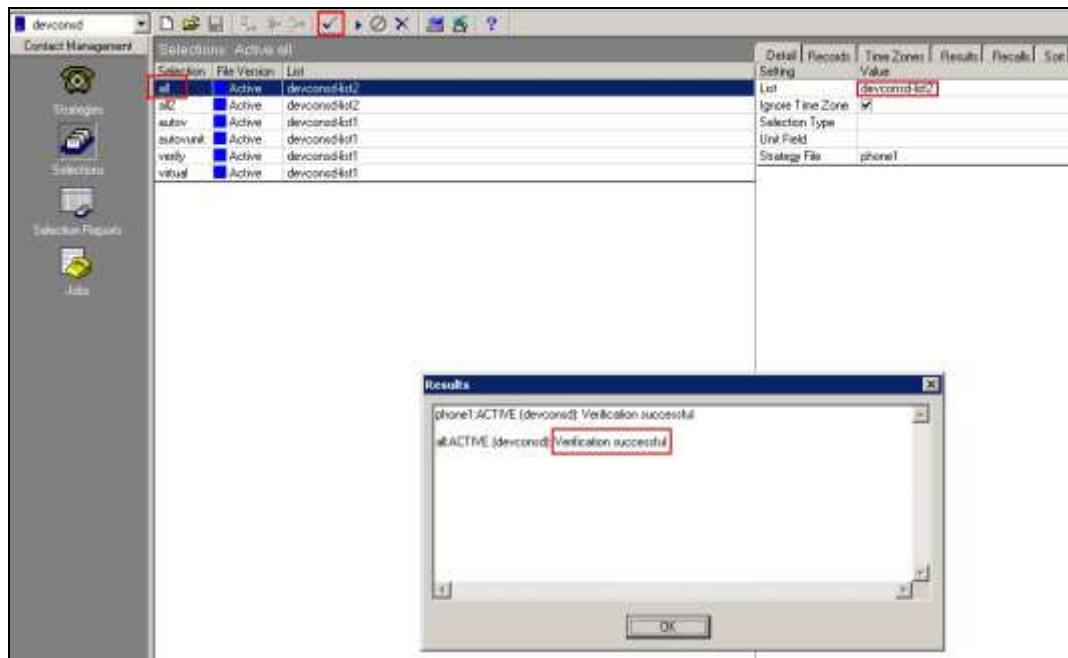 devconsd
?
Contact Management
Strategies
Selections
Selection Reports
Jobs
Selections: Active all
Selection File Version List
all Active devconsd-list2
all2 Active devconsd-list2
autov Active devconsd-list1
autovunit Active devconsd-list1
verify Active devconsd-list1
virtual Active devconsd-list1
Detail Records Time Zones Results Recalls Sort
Setting Value
List devconsd-list2
Ignore Time Zone
Selection Type
Unit Field
Strategy File phone1
Results
phone1:ACTIVE (devconsd): Verification successful
all:ACTIVE (devconsd): Verification successful
OK